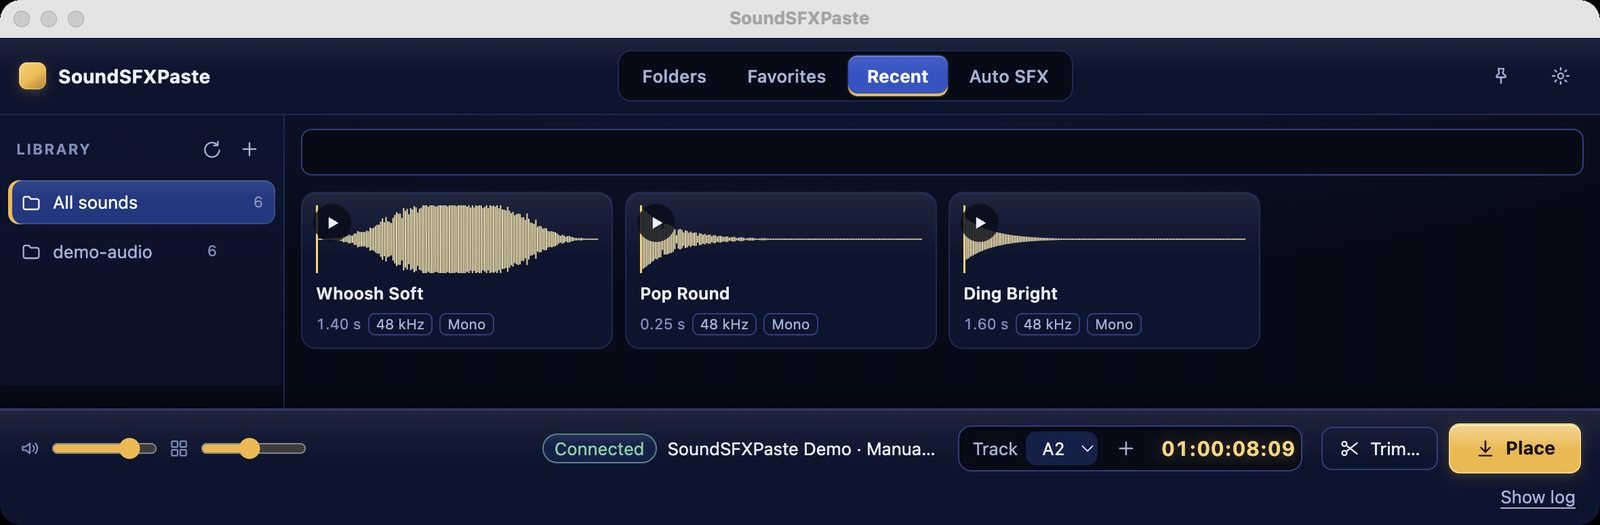 SoundSFXPaste
SoundSFXPaste
Folders
Favorites
Recent
Auto SFX
LIBRARY
All sounds 6
demo-audio 6
Whoosh Soft
1.40 s 48 kHz Mono
Pop Round
0.25 s 48 kHz Mono
Ding Bright
1.60 s 48 kHz Mono
Connected
SoundSFXPaste Demo · Manua...
Track A2
01:00:08:09
Trim...
Place
Show log